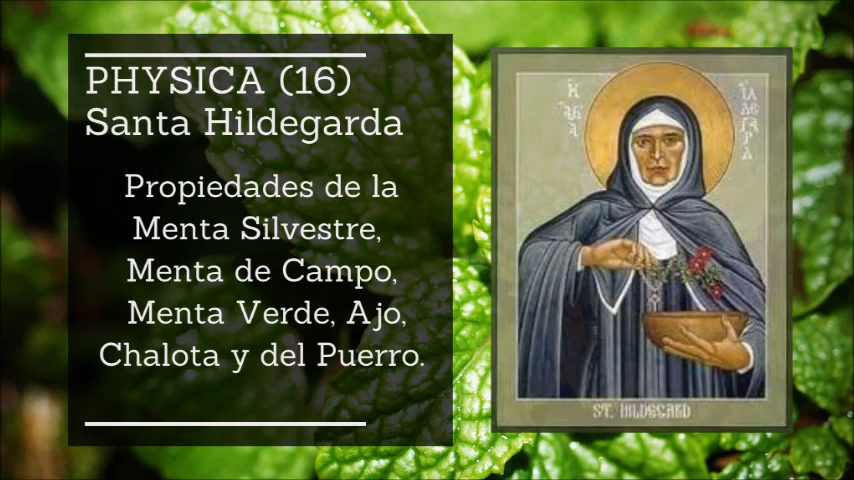 PHYSICA (16)
Santa Hildegarda
Propiedades de la
Menta Silvestre,
Menta de Campo,
Menta Verde, Ajo,
Chalota y del Puerro.
ST. HILDEGARD